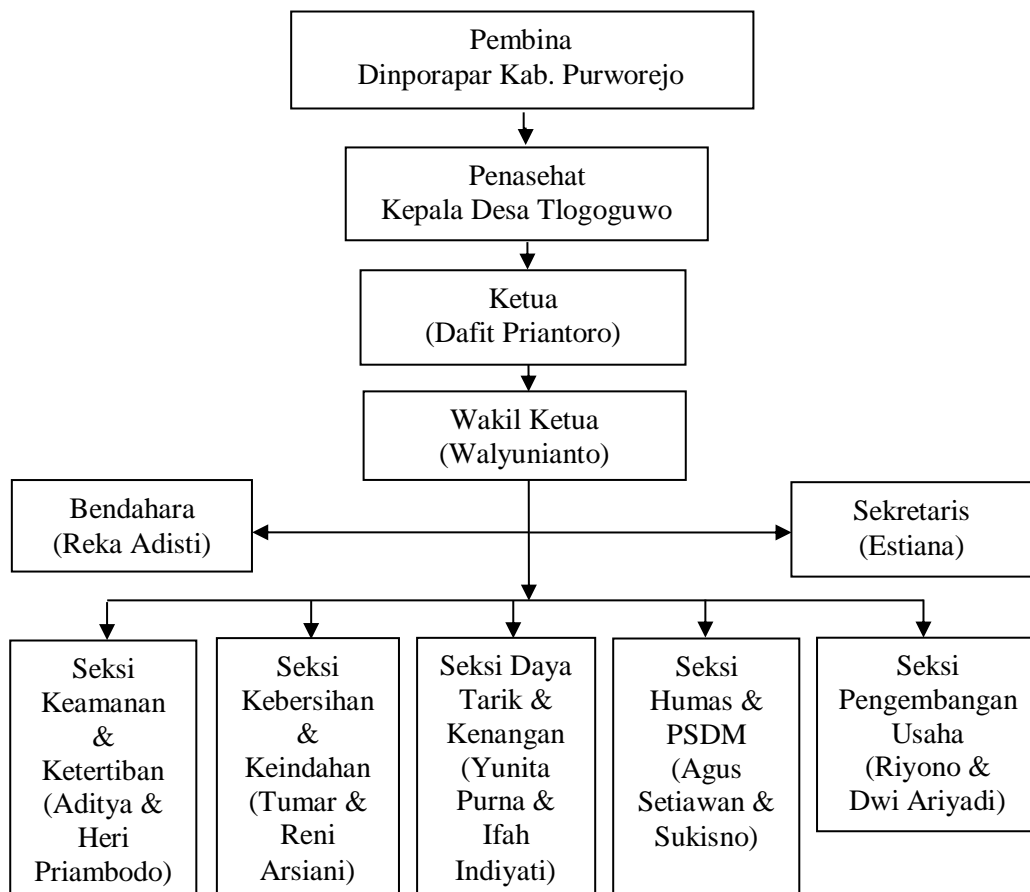 Pembina
Dinporapar Kab. Purworejo
Penasehat
Kepala Desa Tlogoguwo
Ketua
(Dafit Priantoro)
Wakil Ketua
(Walyunianto)
Bendahara
(Reka Adisti)
Sekretaris
(Estiana)
Seksi
Keamanan
&
Ketertiban
(Aditya &
Heri
Priambodo)
Seksi
Kebersihan
&
Keindahan
(Tumar &
Reni
Arsiani)
Seksi Daya
Tarik &
Kenangan
(Yunita
Purna &
Ifah
Indiyati)
Seksi
Humas &
PSDM
(Agus
Setiawan &
Sukisno)
Seksi
Pengembangan
Usaha
(Riyono &
Dwi Ariyadi)